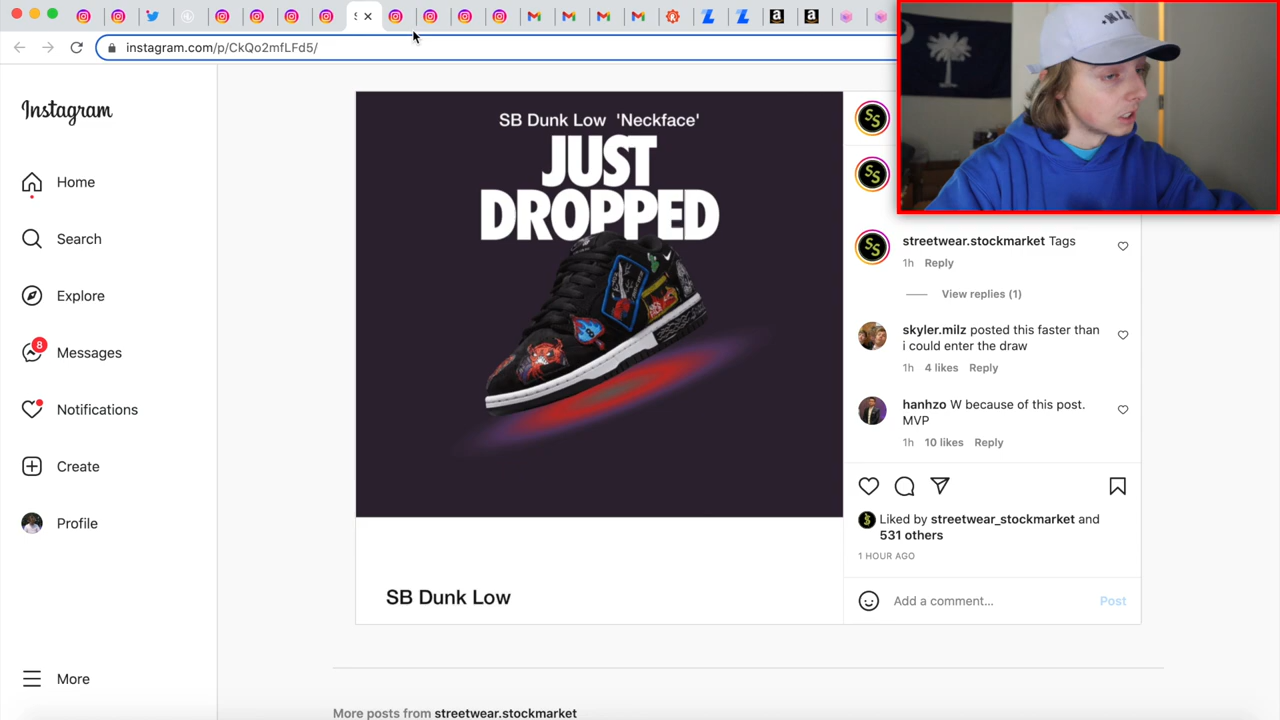 instagram.com/p/CkQo2mfLFd5/
Instagram
Home
Search
Explore
8
Messages
Notifications
Create
Profile
More
SB Dunk Low 'Neckface'
JUST
DROPPED
SB Dunk Low
streetwear.stockmarket Tags
1h Reply
View replies (1)
skyler.milz posted this faster than
i could enter the draw
1h 4 likes Reply
hanhzo W because of this post.
MVP
1h 10 likes Reply
Liked by streetwear_stockmarket and
531 others
1 HOUR AGO
Add a comment... Post
More posts from streetwear.stockmarket